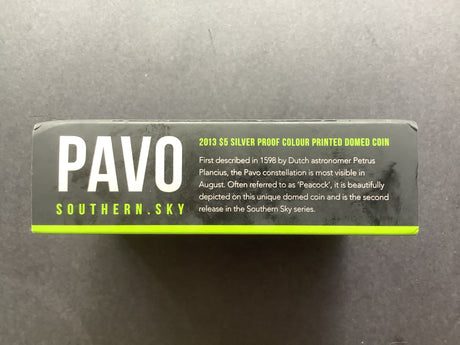 PAVO
SOUTHERN.SKY
2013 $5 SILVER PROOF COLOUR PRINTED DOMED COIN
First described in 1598 by Dutch astronomer Petrus
Plancius, the Pavo constellation is most visible in
August. Often referred to as ‘Peacock’, it is beautifully
depicted on this unique domed coin and is the second
release in the Southern Sky series.